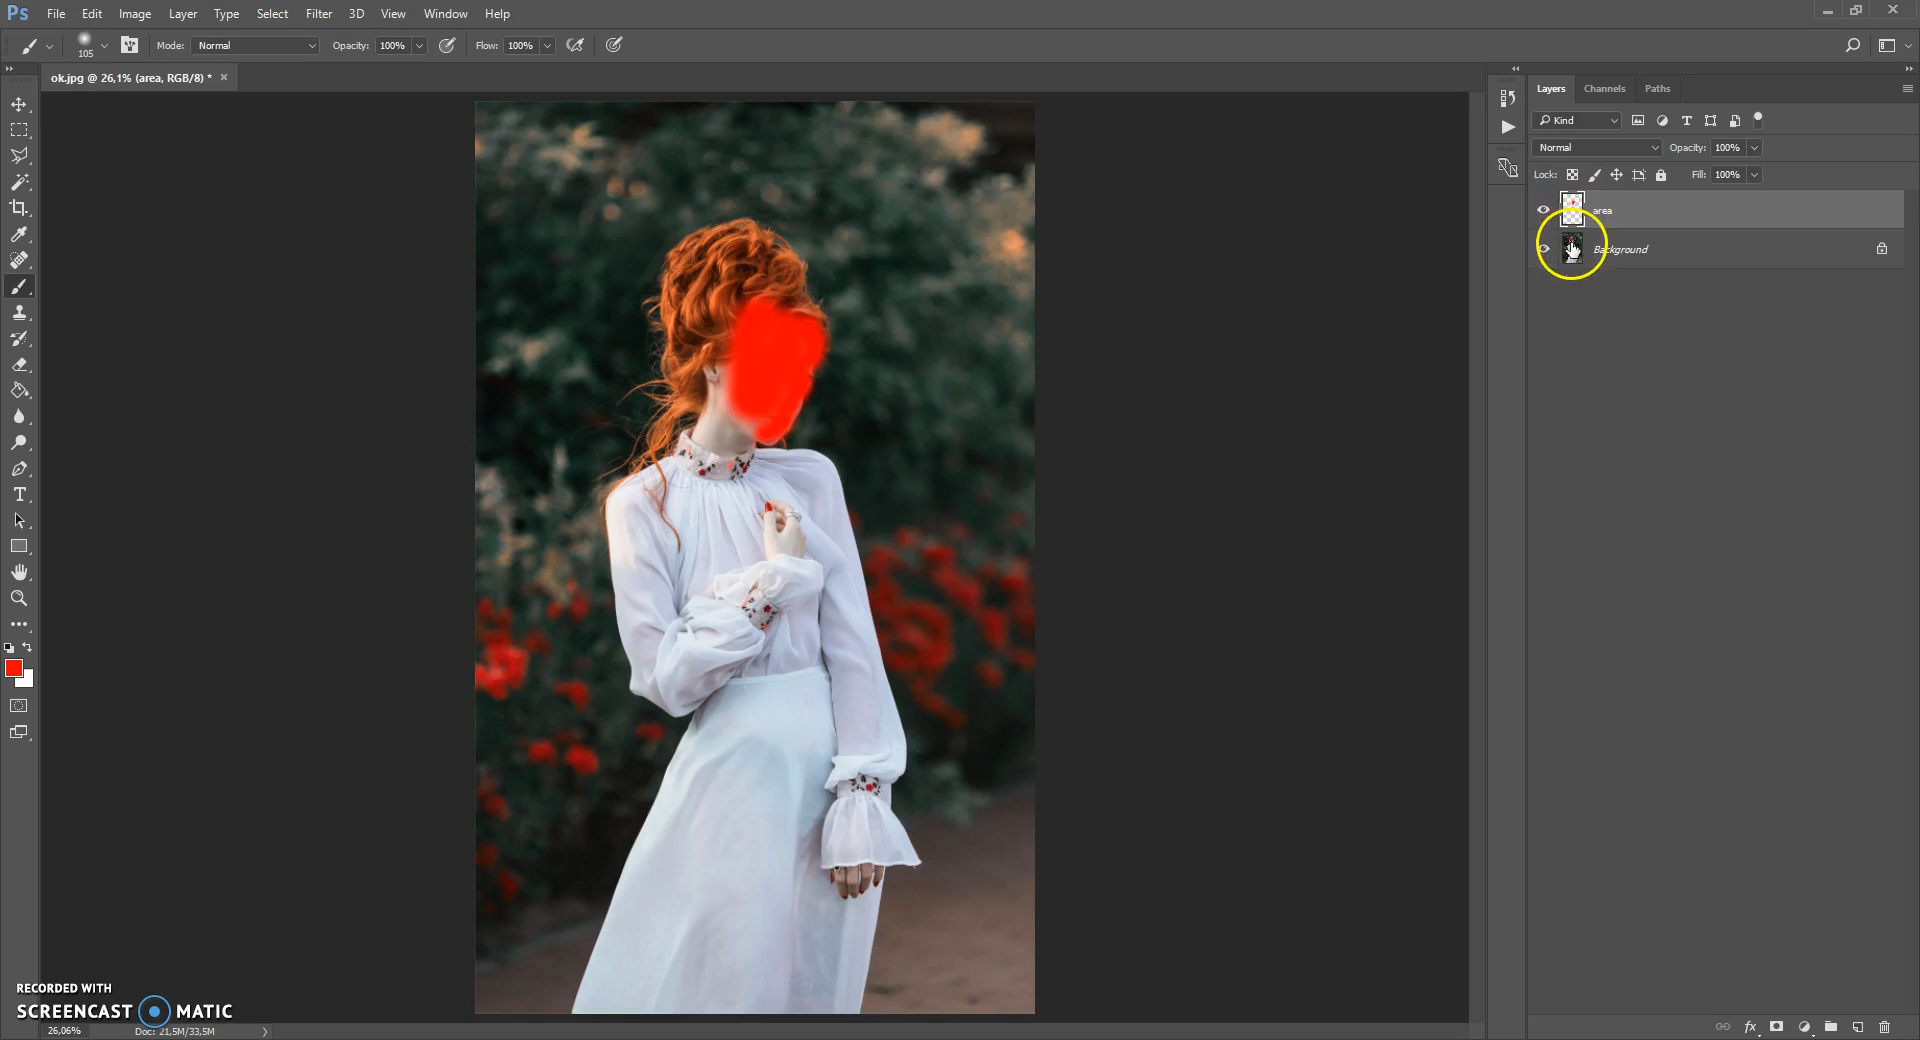 Ps File Edit Image Layer Type Select Filter 3D View Window Help
105 Mode: Normal Opacity: 100% Flow: 100%
ok.jpg @ 26,1% (area, RGB/8) *
Layers Channels Paths
Kind
Normal Opacity: 100%
Lock: Fill: 100%
area
Background
RECORDED WITH
SCREENCAST MATIC
26,06% Doc: 21,5M/33,5M